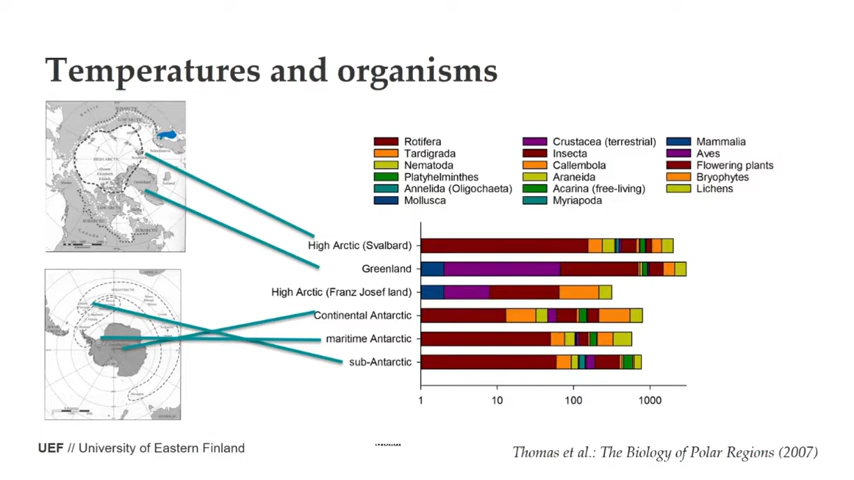 Temperatures and organisms
HIGH ARCTIC
Rotifera
Tardigrada
Nematoda
Platyhelminthes
Annelida (Oligochaeta)
Mollusca
Crustacea (terrestrial)
Insecta
Callembola
Araneida
Acarina (free-living)
Myriapoda
Mammalia
Aves
Flowering plants
Bryophytes
Lichens
High Arctic (Svalbard)
Greenland
High Arctic (Franz Josef land)
Continental Antarctic
maritime Antarctic
sub-Antarctic
1 10 100 1000
UEF // University of Eastern Finland
Thomas et al.: The Biology of Polar Regions (2007)